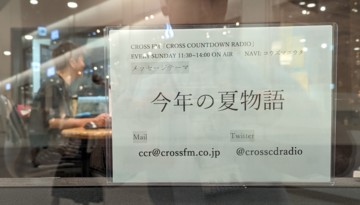 CROSS FM「CROSS COUNTDOWN RADIO」
EVERY SUNDAY 11:30~14:00 ON AIR
メッセージテーマ
今年の夏物語
Mail
Twitter
ccr@crossfm.co.jp
@crosscdradio